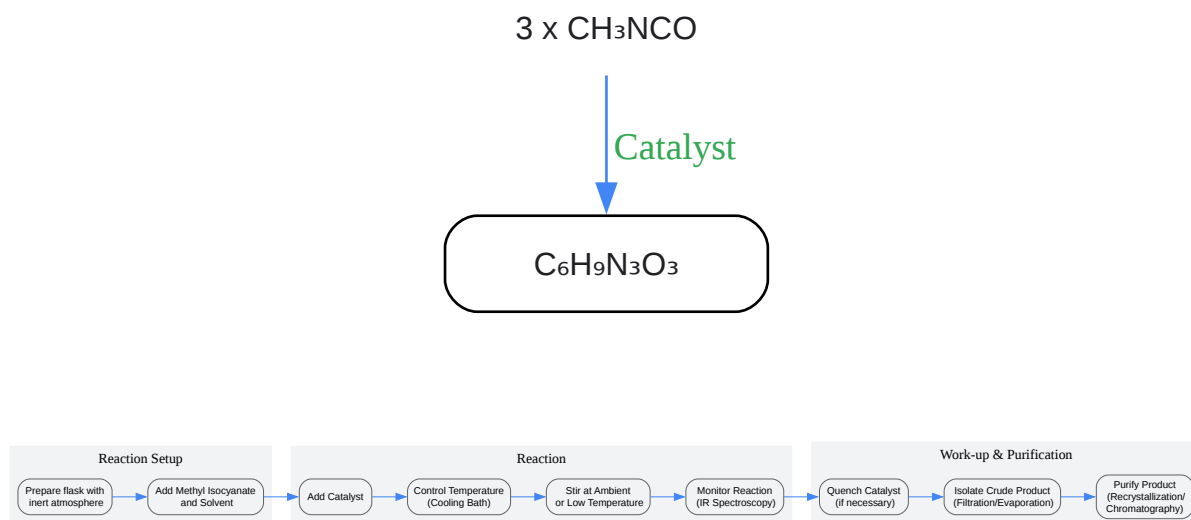 3 x CH₃NCO
Catalyst
C₆H₉N₃O₃
Reaction Setup
Prepare flask with
inert atmosphere
Add Methyl Isocyanate
and Solvent
Reaction
Add Catalyst
Control Temperature
(Cooling Bath)
Stir at Ambient
or Low Temperature
Monitor Reaction
(IR Spectroscopy)
Work-up & Purification
Quench Catalyst
(if necessary)
Isolate Crude Product
(Filtration/Evaporation)
Purify Product
(Recrystallization/
Chromatography)